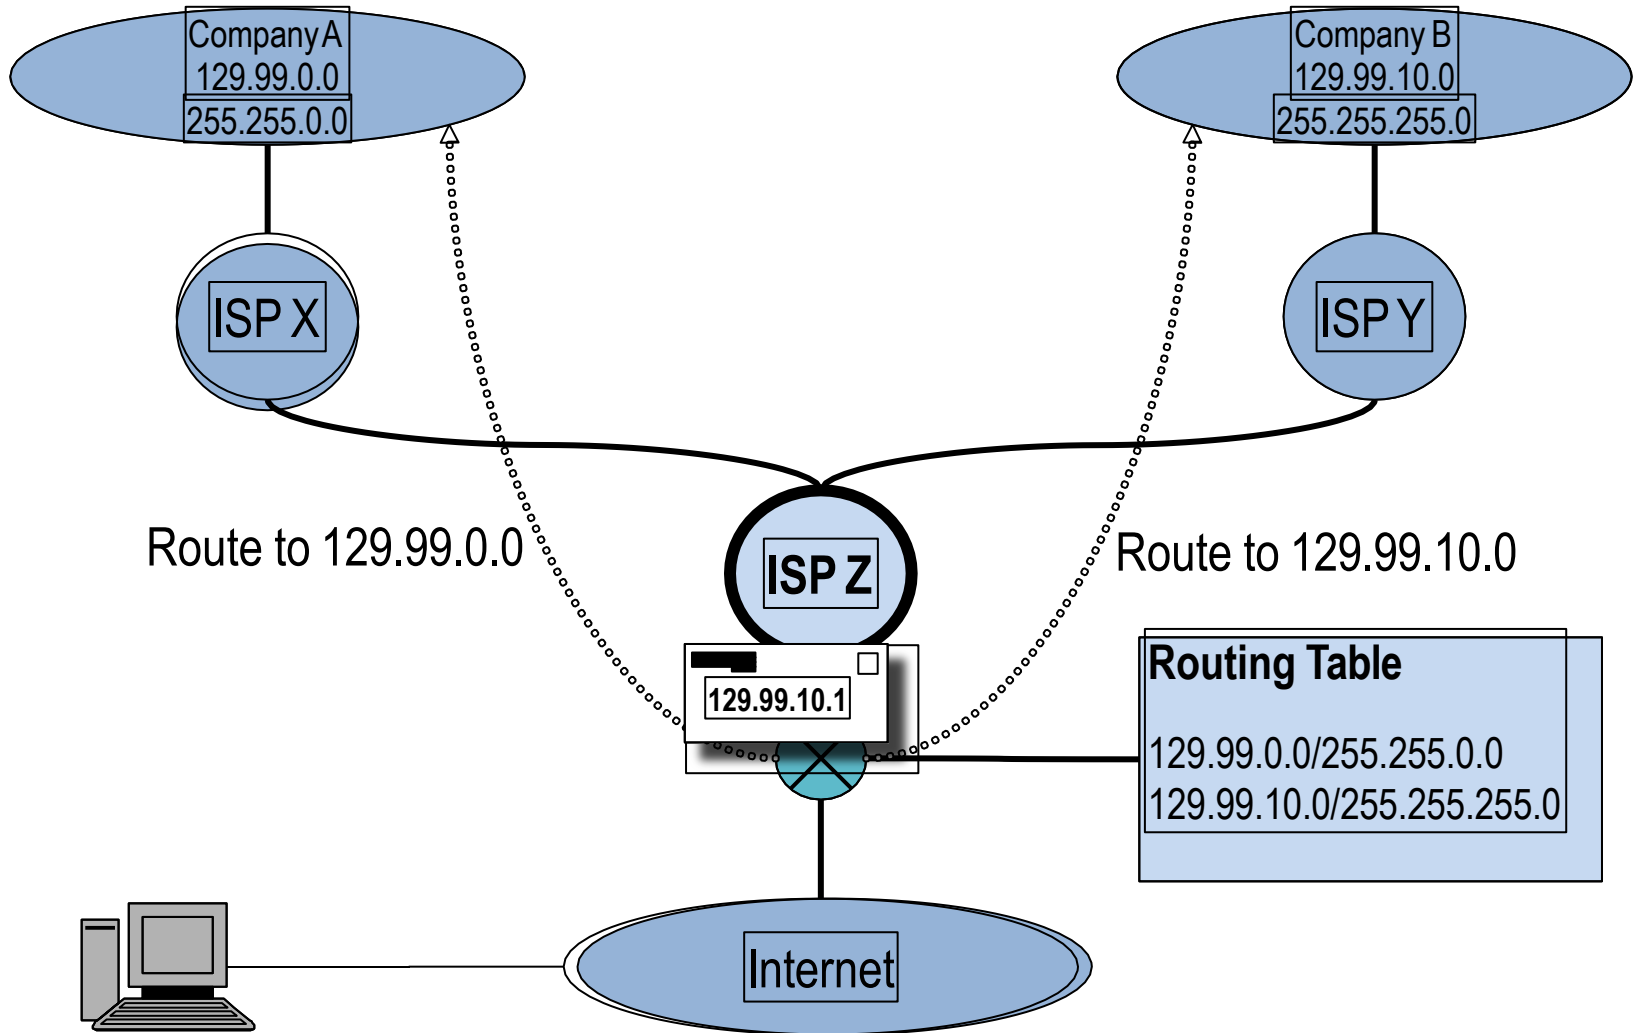 Company A
129.99.0.0
255.255.0.0
Company B
129.99.10.0
255.255.255.0
ISP X
ISP Y
Route to 129.99.0.0
ISP Z
Route to 129.99.10.0
129.99.10.1
Routing Table
129.99.0.0/255.255.0.0
129.99.10.0/255.255.255.0
Internet